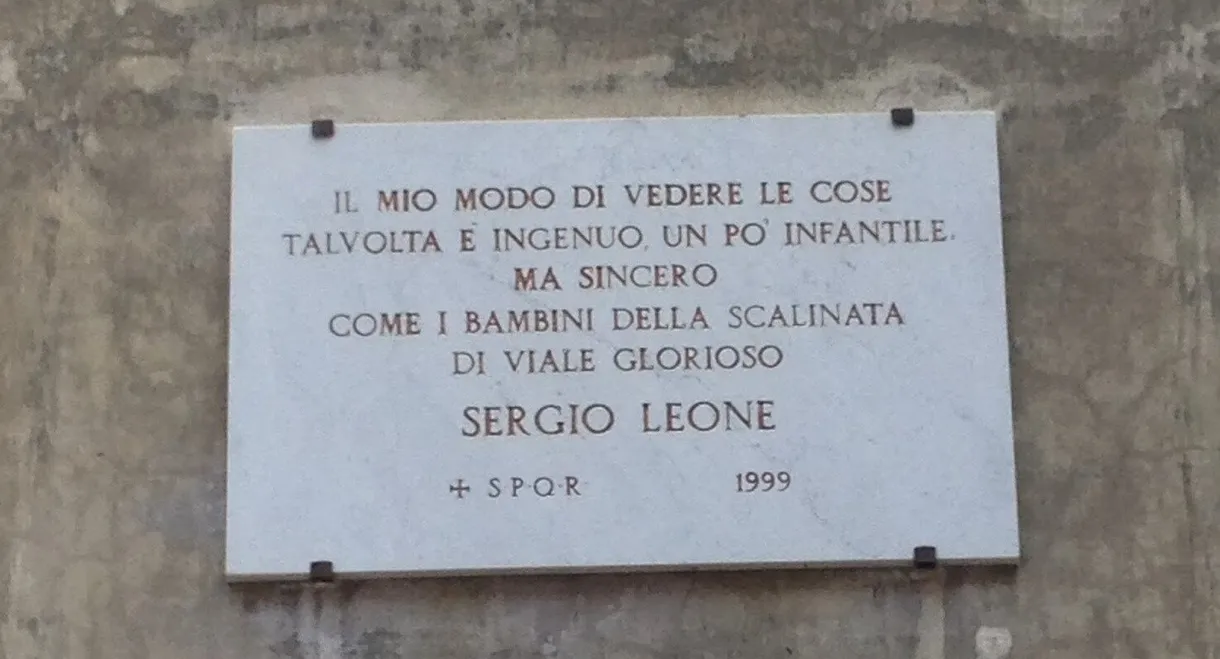 IL MIO MODO DI VEDERE LE COSE
TALVOLTA È INGENUO, UN PO' INFANTILE,
MA SINCERO
COME I BAMBINI DELLA SCALINATA
DI VIALE GLORIOSO
SERGIO LEONE
✢ S·P·Q·R 1999